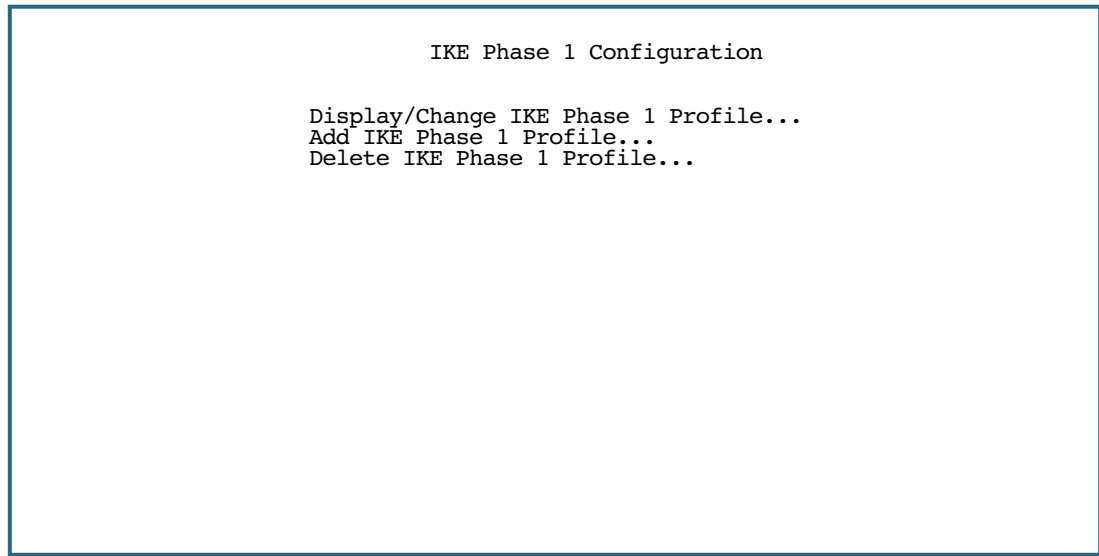 IKE Phase 1 Configuration
Display/Change IKE Phase 1 Profile...
Add IKE Phase 1 Profile...
Delete IKE Phase 1 Profile...